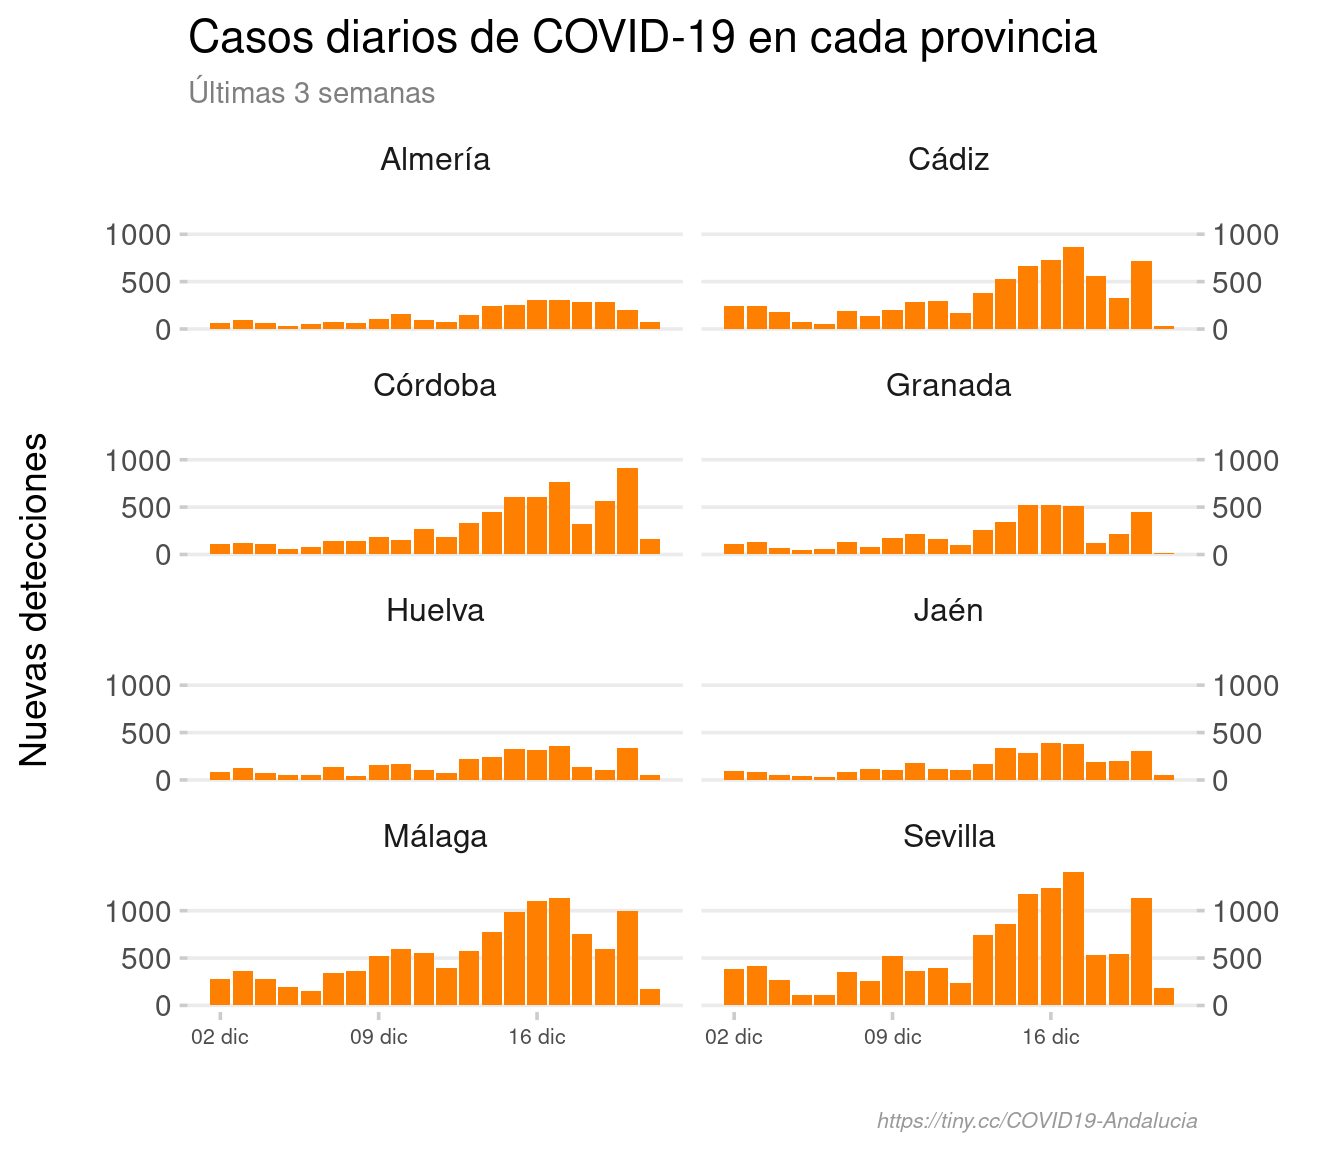 Casos diarios de COVID-19 en cada provincia
Últimas 3 semanas
Nuevas detecciones
Almería
Cádiz
1000
500
0
1000
500
0
Córdoba
Granada
1000
500
0
1000
500
0
Huelva
Jaén
1000
500
0
1000
500
0
Málaga
Sevilla
1000
500
0
1000
500
0
02 dic
09 dic
16 dic
02 dic
09 dic
16 dic
https://tiny.cc/COVID19-Andalucia